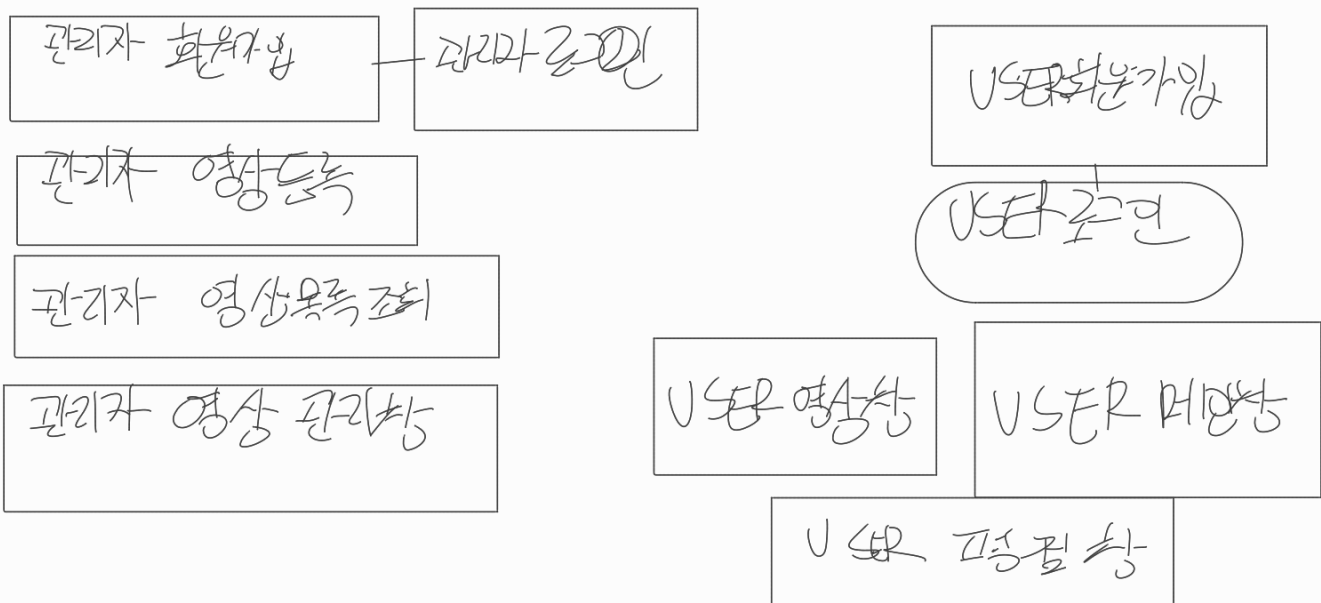 관리자 회원가입
관리자 로그인
관리자 영상등록
관리자 영상목록조회
관리자 영상 관리창
USER회원가입
USER로그인
USER 영상창
USER 메인창
USER 평점창